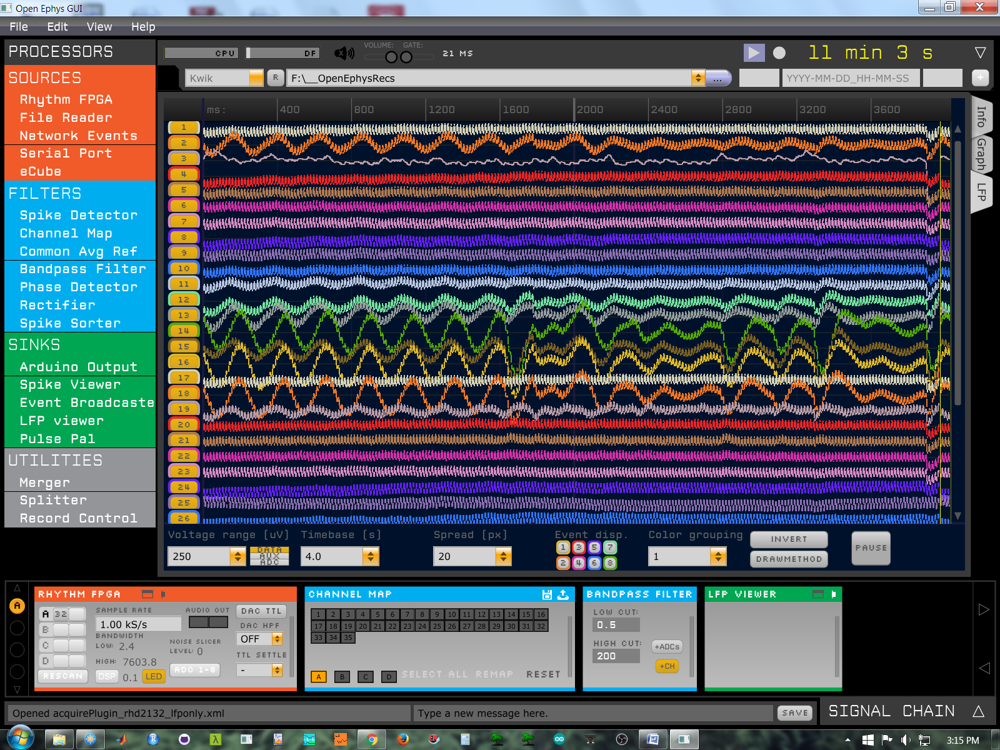 Open Ephys GUI
File Edit View Help
PROCESSORS
SOURCES
Rhythm FPGA
File Reader
Network Events
Serial Port
eCube
FILTERS
Spike Detector
Channel Map
Common Avg Ref
Bandpass Filter
Phase Detector
Rectifier
Spike Sorter
SINKS
Arduino Output
Spike Viewer
Event Broadcaste
LFP viewer
Pulse Pal
UTILITIES
Merger
Splitter
Record Control
CPU DF VOLUME: GATE: 21 MS 11 min 3 s
Kwik R F:\__OpenEphysRecs ... YYYY-MM-DD_HH-MM-SS +
ms: 400 800 1200 1600 2000 2400 2800 3200 3600
Info
Graph
LFP
1
2
3
4
5
6
7
8
9
10
11
12
13
14
15
16
17
18
19
20
21
22
23
24
25
26
Voltage range [uV] Timebase [s] Spread [px] Event disp. Color grouping
250 DATA AUX ADC 4.0 20 1 3 5 7 2 4 6 8 1
INVERT
DRAWMETHOD
PAUSE
A
RHYTHM FPGA
A 32
B
C
D
RESCAN
SAMPLE RATE
1.00 kS/s
BANDWIDTH
LOW: 2.4
HIGH: 7603.8
DSP 0.1 LED
AUDIO OUT
NOISE SLICER
LEVEL: 0
ADC 1-8
DAC TTL
DAC HPF
OFF
TTL SETTLE
-
CHANNEL MAP
1 2 3 4 5 6 7 8 9 10 11 12 13 14 15 16
17 18 19 20 21 22 23 24 25 26 27 28 29 30 31 32
33 34 35
A B C D SELECT ALL REMAP RESET
BANDPASS FILTER
LOW CUT:
0.5
HIGH CUT:
200
+ADCs
+CH
LFP VIEWER
Opened acquirePlugin_rhd2132_lfponly.xml
Type a new message here.
SAVE
SIGNAL CHAIN
3:15 PM